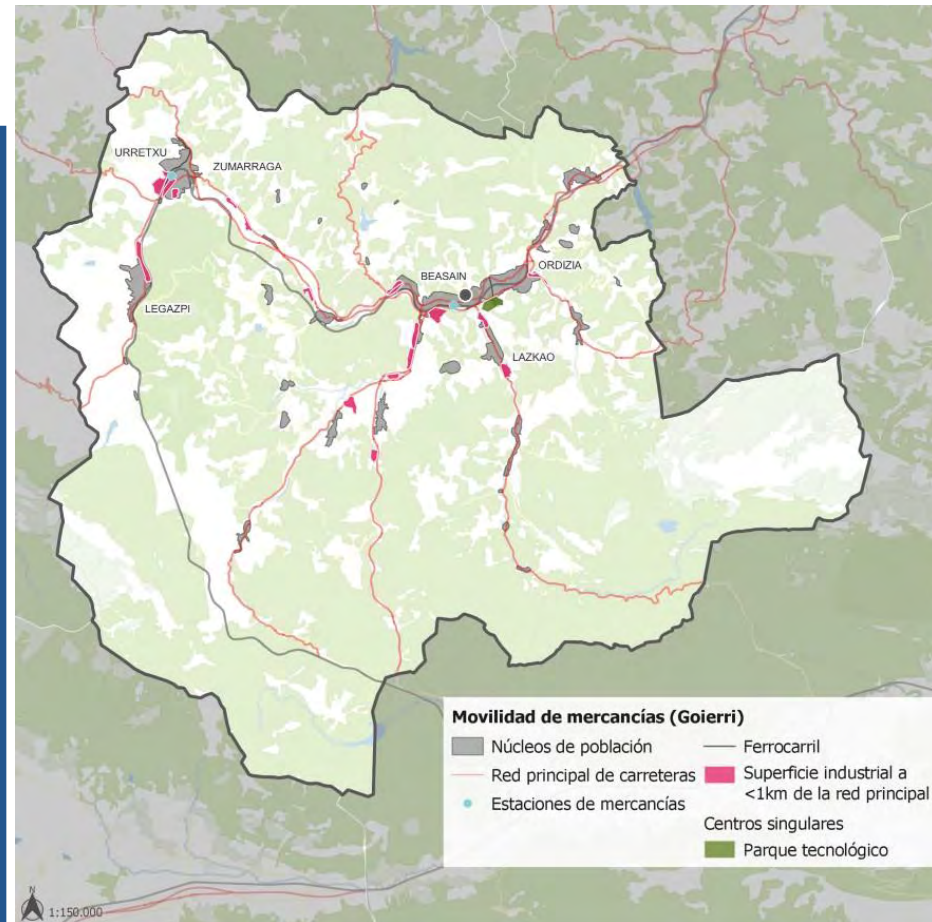 URRETXU
ZUMARRAGA
BEASAIN
ORDIZIA
LEGAZPI
LAZKAO
Movilidad de mercancías (Goierri)
Núcleos de población
Red principal de carreteras
Estaciones de mercancías
Ferrocarril
Superficie industrial a
<1km de la red principal
Centros singulares
Parque tecnológico
N
1:150.000